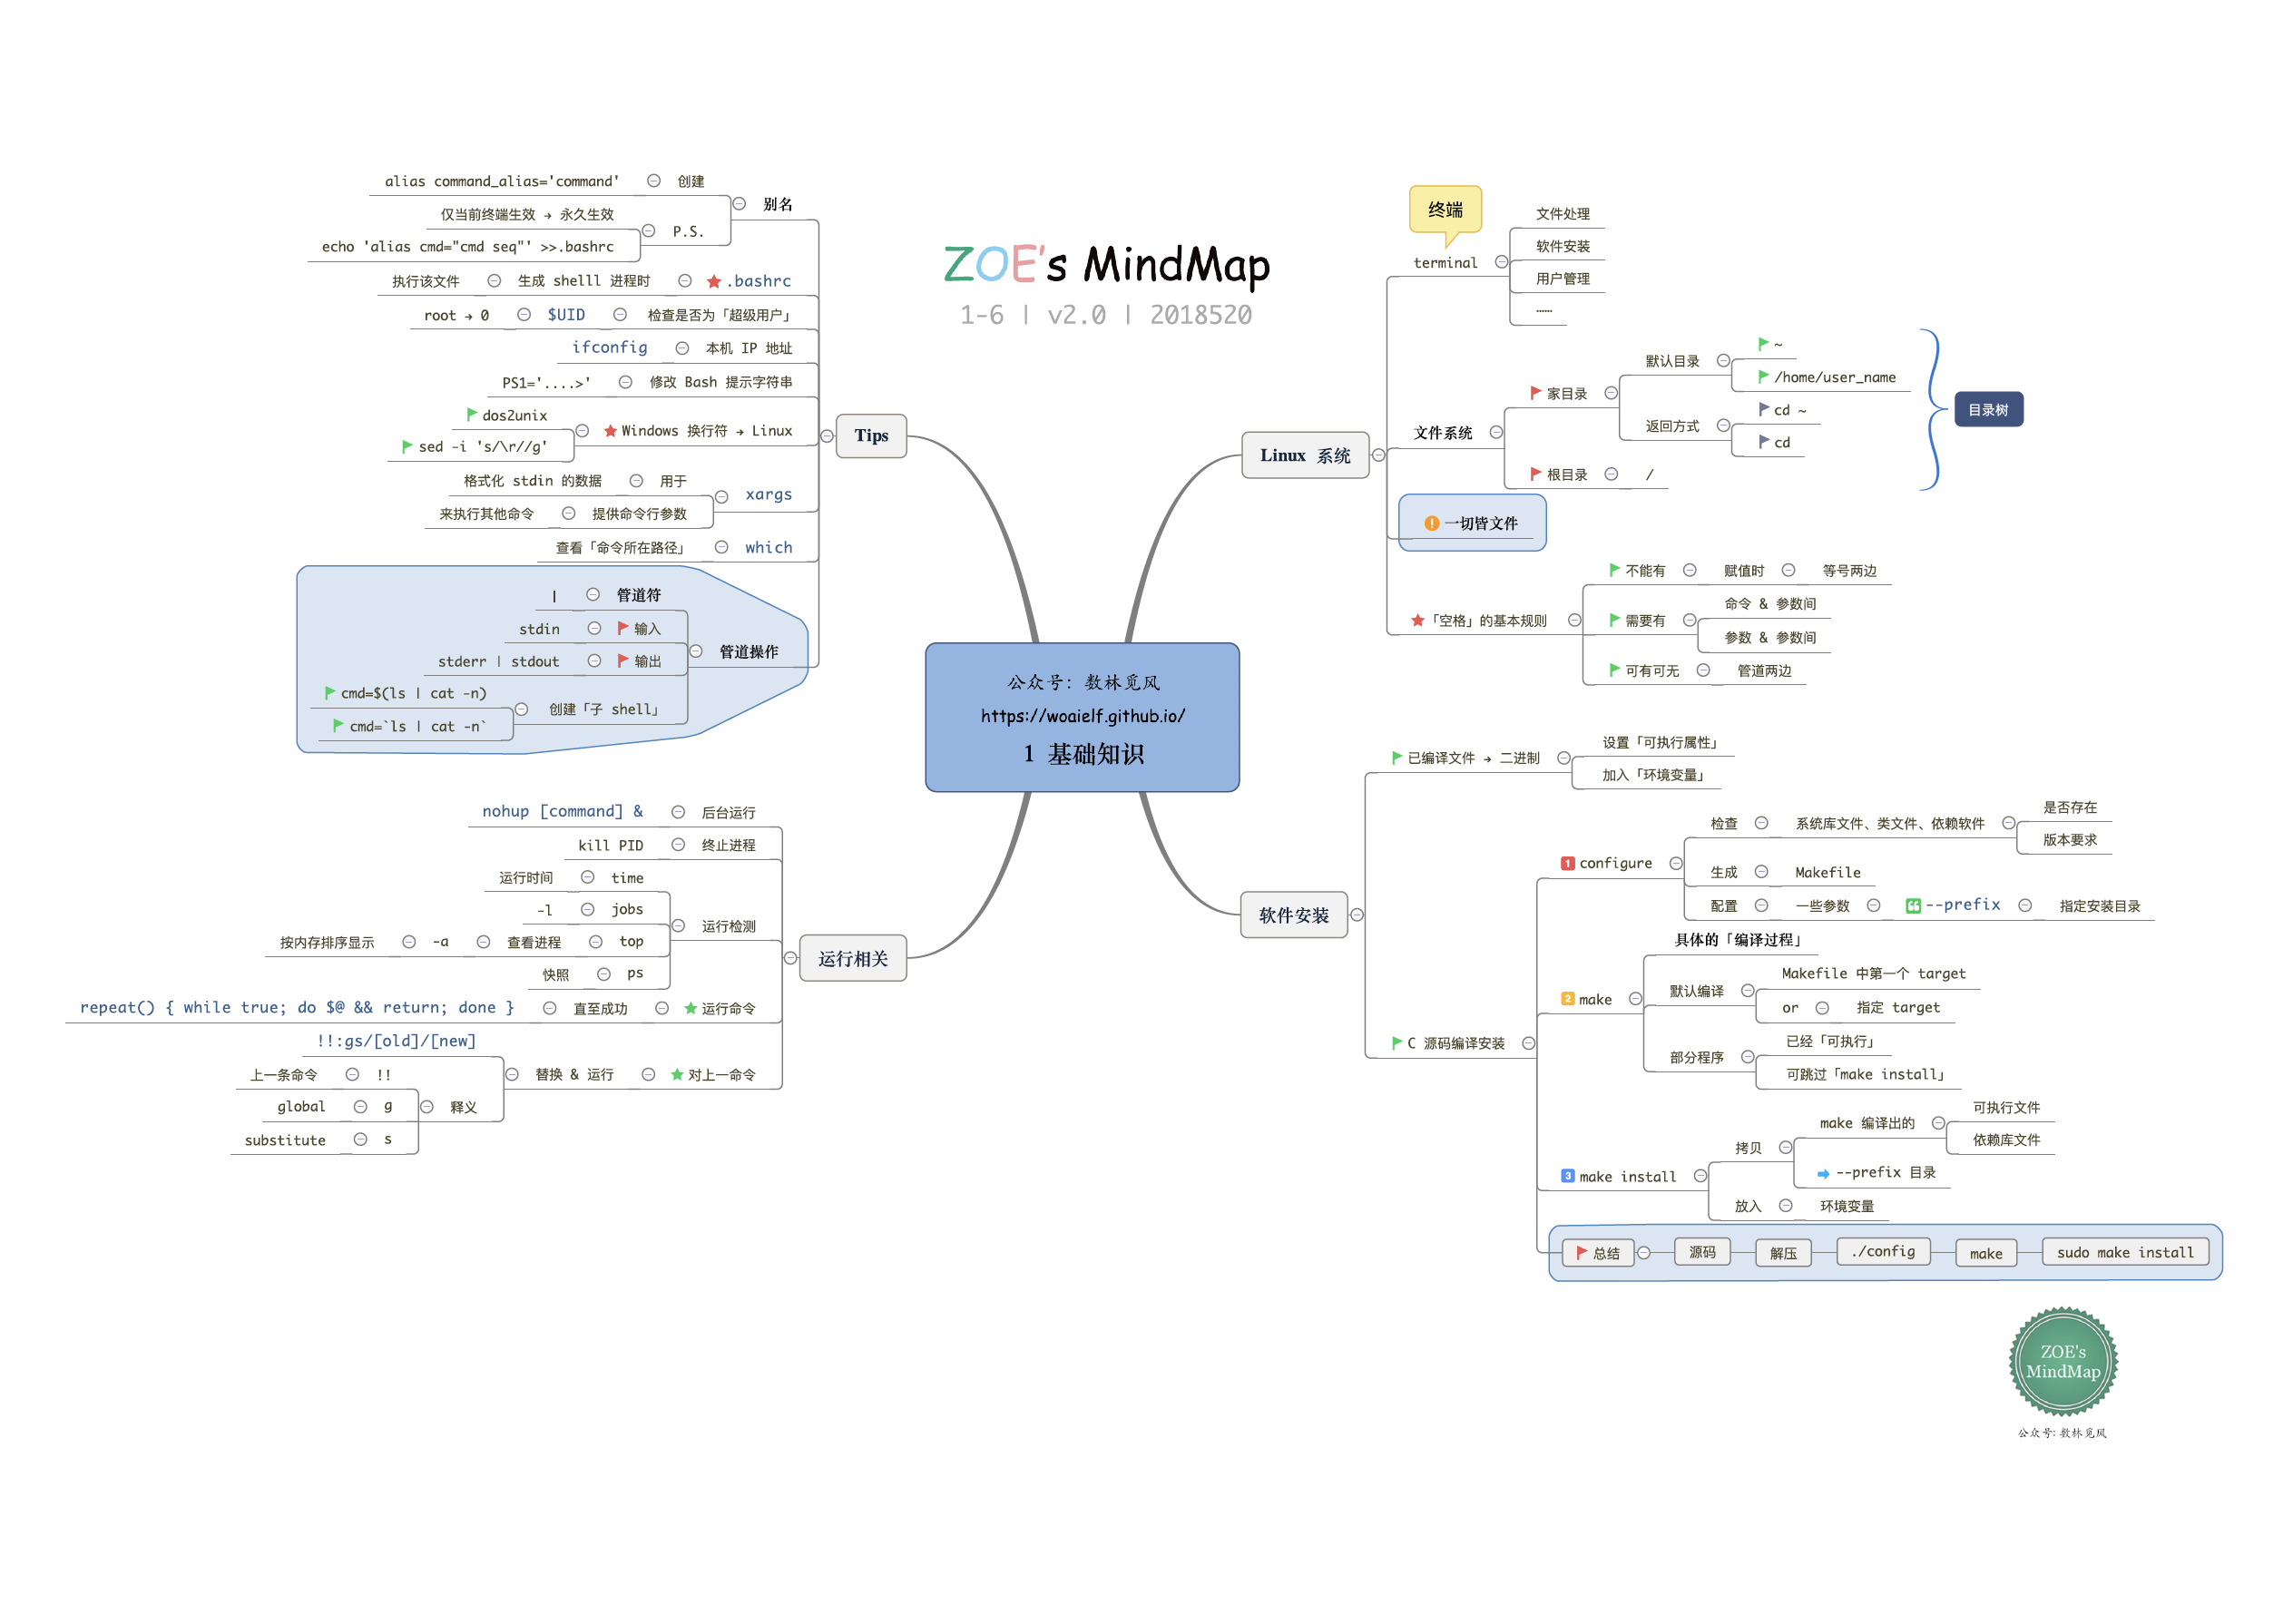 ZOE's MindMap
1-6 | v2.0 | 2018520
公众号: 数林觅风
https://woaielf.github.io/
1 基础知识
Linux 系统
终端
terminal
文件处理
软件安装
用户管理
……
文件系统
家目录
默认目录
~
/home/user_name
返回方式
cd ~
cd
根目录
/
目录树
一切皆文件
「空格」的基本规则
不能有
赋值时
等号两边
需要有
命令 & 参数间
参数 & 参数间
可有可无
管道两边
软件安装
已编译文件 → 二进制
设置「可执行属性」
加入「环境变量」
C 源码编译安装
1 configure
检查
系统库文件、类文件、依赖软件
是否存在
版本要求
生成
Makefile
配置
一些参数
--prefix
指定安装目录
2 make
具体的「编译过程」
默认编译
Makefile 中第一个 target
or
指定 target
部分程序
已经「可执行」
可跳过「make install」
3 make install
拷贝
make 编译出的
可执行文件
依赖库文件
--prefix 目录
放入
环境变量
总结
源码
解压
./config
make
sudo make install
Tips
别名
创建
alias command_alias='command'
P.S.
仅当前终端生效 → 永久生效
echo 'alias cmd="cmd seq"' >>.bashrc
.bashrc
生成 shelll 进程时
执行该文件
检查是否为「超级用户」
$UID
root → 0
本机 IP 地址
ifconfig
修改 Bash 提示字符串
PS1='....>'
Windows 换行符 → Linux
dos2unix
sed -i 's/\r//g'
xargs
用于
格式化 stdin 的数据
提供命令行参数
来执行其他命令
which
查看「命令所在路径」
管道操作
管道符
|
输入
stdin
输出
stderr | stdout
创建「子 shell」
cmd=$(ls | cat -n)
cmd=`ls | cat -n`
运行相关
后台运行
nohup [command] &
终止进程
kill PID
运行检测
time
运行时间
jobs
-l
top
查看进程
-a
按内存排序显示
ps
快照
运行命令
直至成功
repeat() { while true; do $@ && return; done }
对上一命令
替换 & 运行
!!:gs/[old]/[new]
释义
!!
上一条命令
g
global
s
substitute
ZOE's
MindMap
公众号: 数林觅风